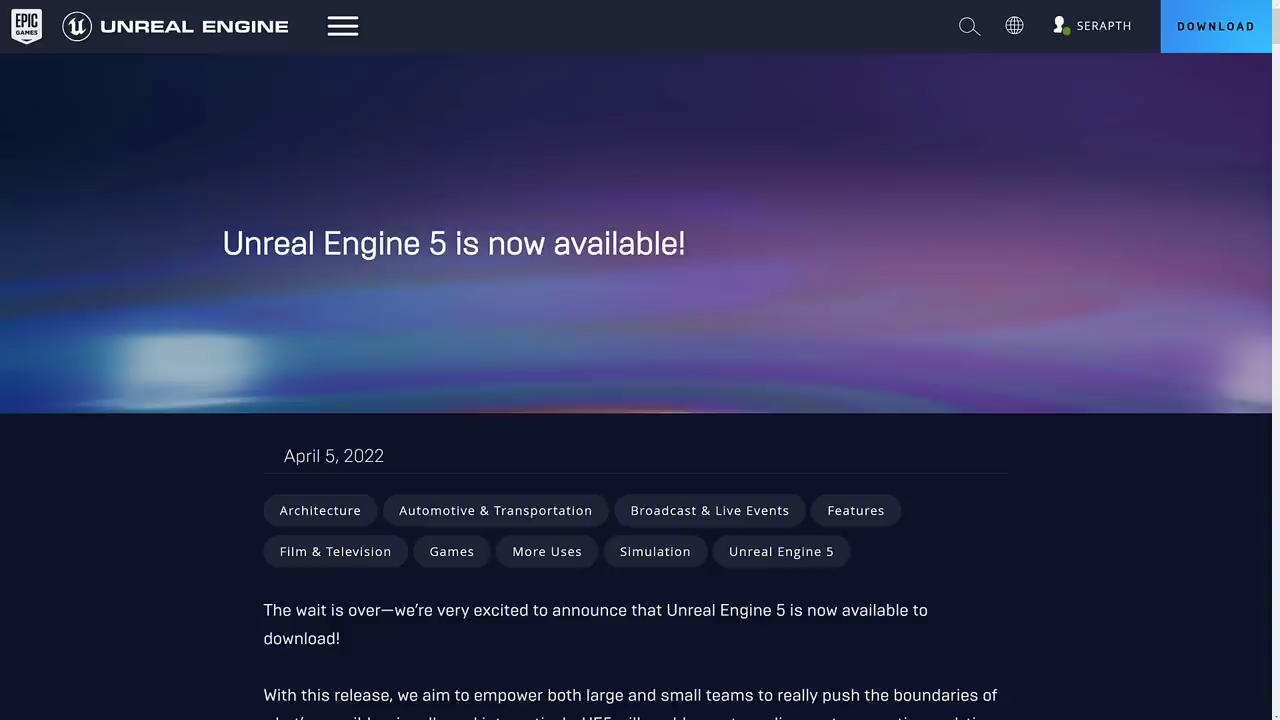 EPIC GAMES
UNREAL ENGINE
SERAPTH
DOWNLOAD
Unreal Engine 5 is now available!
April 5, 2022
Architecture
Automotive & Transportation
Broadcast & Live Events
Features
Film & Television
Games
More Uses
Simulation
Unreal Engine 5
The wait is over—we’re very excited to announce that Unreal Engine 5 is now available to
download!
With this release, we aim to empower both large and small teams to really push the boundaries of